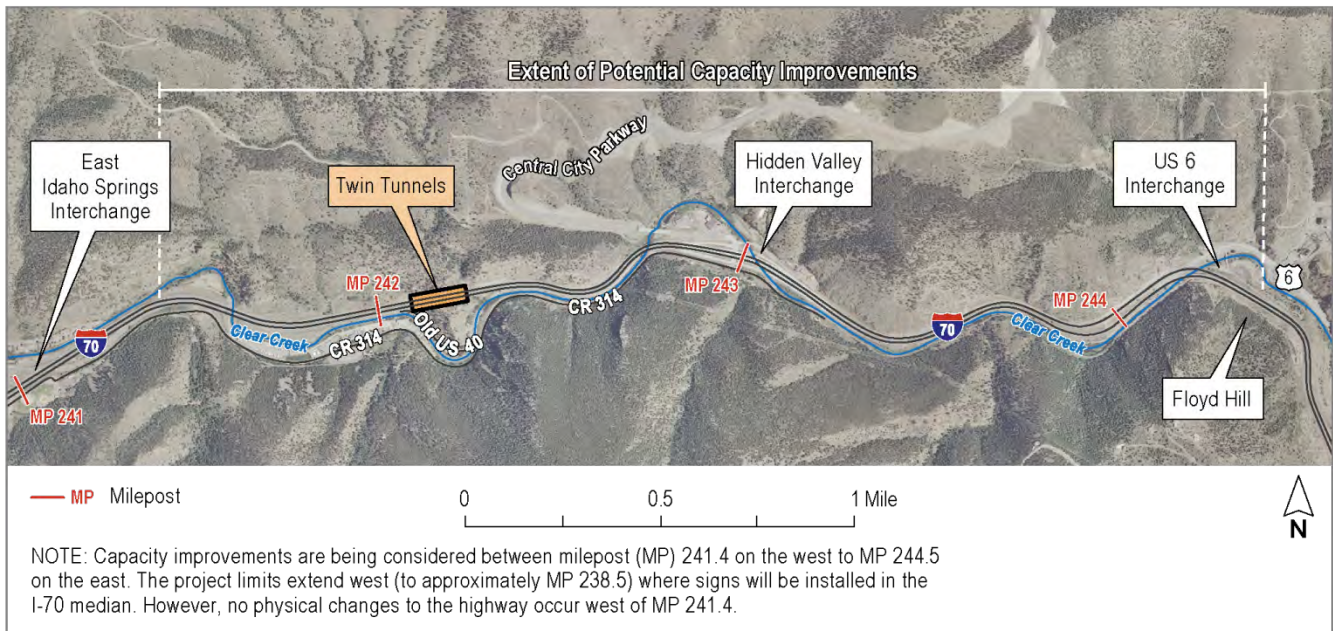 Extent of Potential Capacity Improvements
East
Idaho Springs
Interchange
Twin Tunnels
Central City Parkway
Hidden Valley
Interchange
US 6
Interchange
6
MP 242
MP 243
MP 244
CR 314
Old US 40
70
Clear Creek
CR 314
70
Clear Creek
MP 241
Floyd Hill
MP Milepost
0 0.5 1 Mile
N
NOTE: Capacity improvements are being considered between milepost (MP) 241.4 on the west to MP 244.5
on the east. The project limits extend west (to approximately MP 238.5) where signs will be installed in the
I-70 median. However, no physical changes to the highway occur west of MP 241.4.